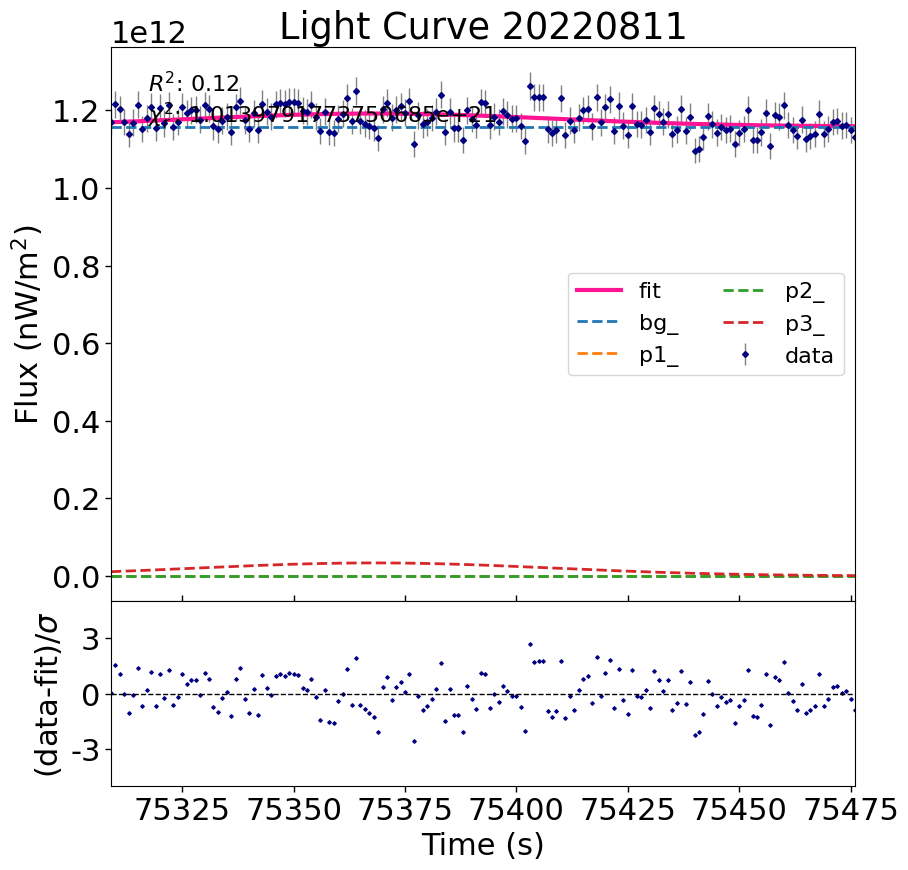 Light Curve 20220811
1e12
R²: 0.12
χ²:
1.2
1.0
0.8
0.6
0.4
0.2
0.0
Flux (nW/m²)
fit
bg_
p1_
p2_
p3_
data
3
0
-3
(data-fit)/σ
75325 75350 75375 75400 75425 75450 75475
Time (s)